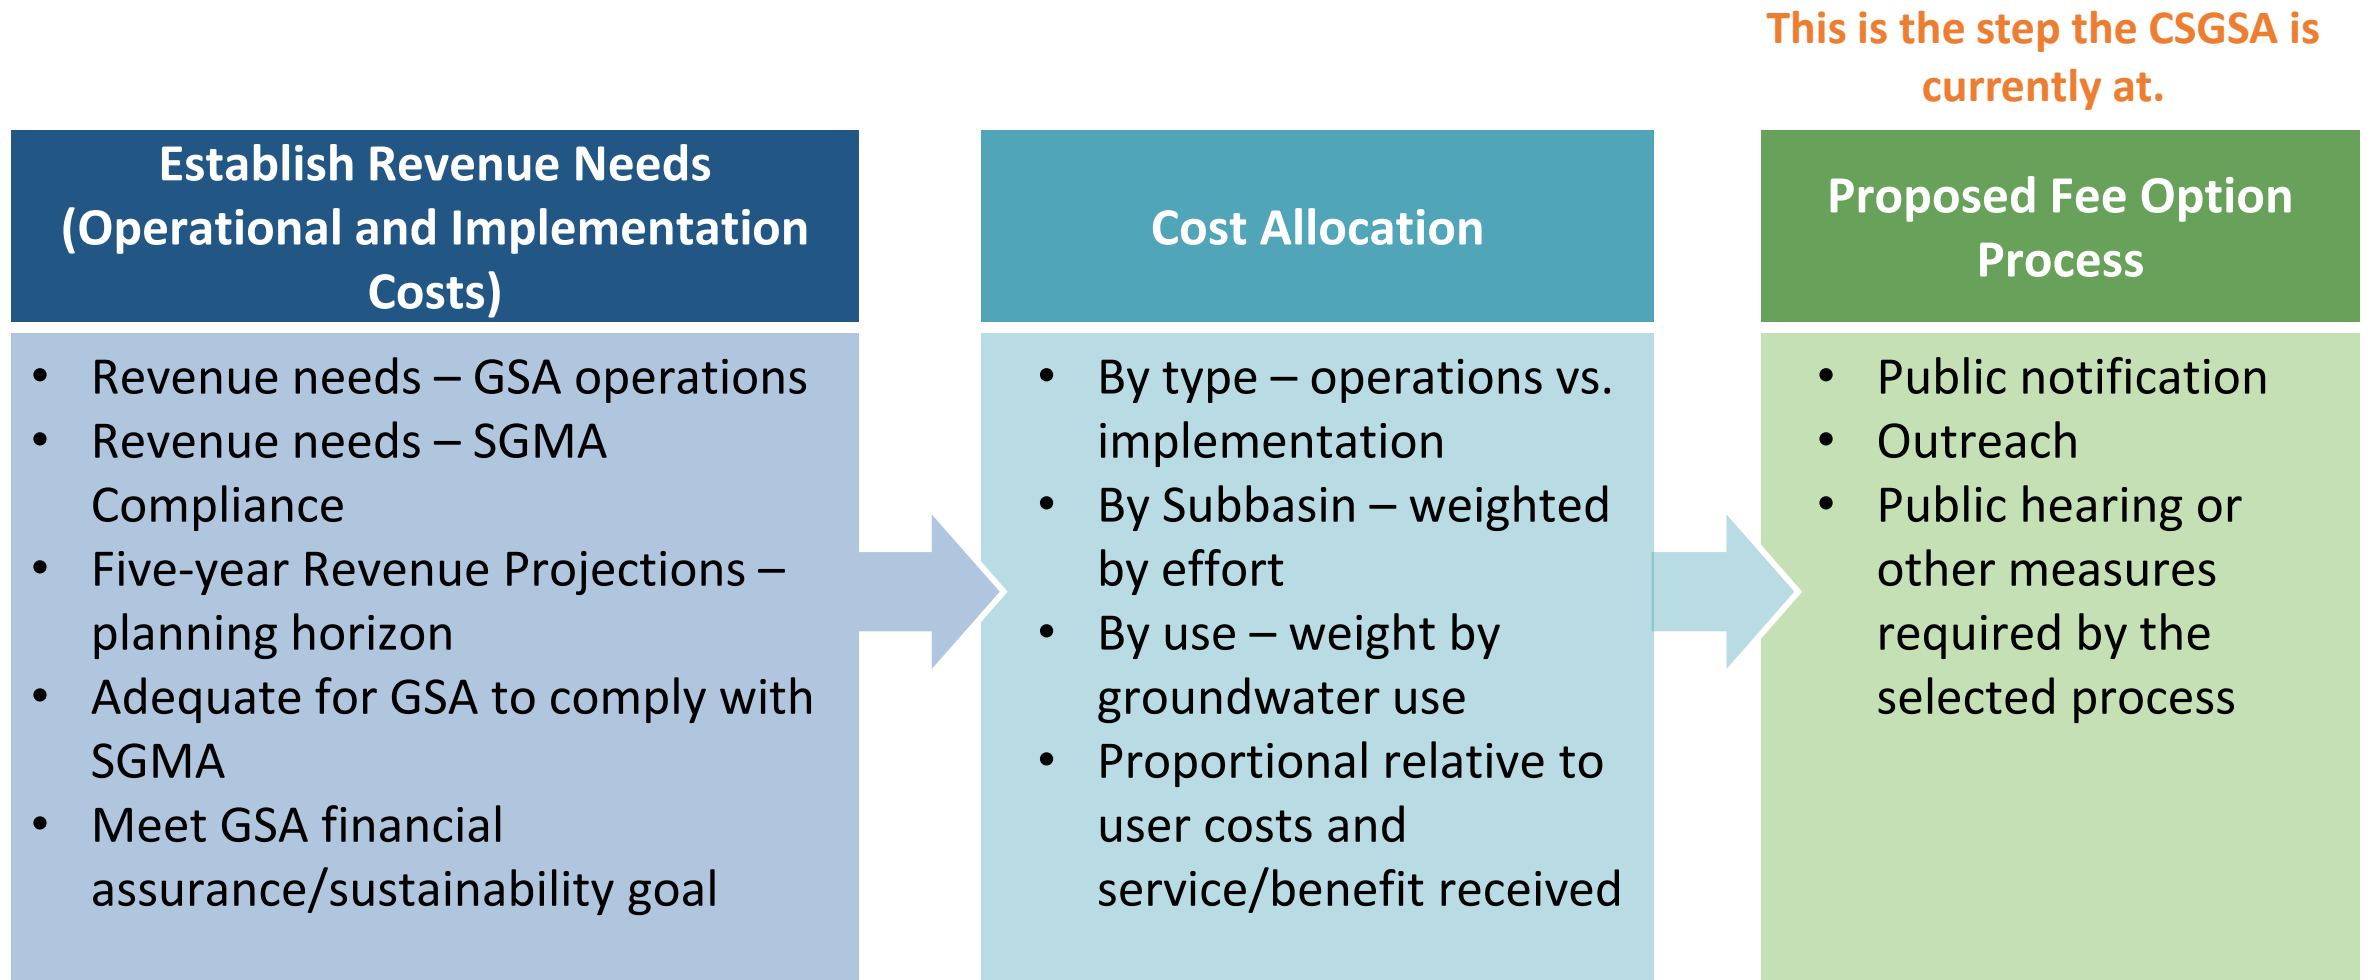 This is the step the CSGSA is
currently at.
Establish Revenue Needs
(Operational and Implementation
Costs)
• Revenue needs – GSA operations
• Revenue needs – SGMA
Compliance
• Five-year Revenue Projections –
planning horizon
• Adequate for GSA to comply with
SGMA
• Meet GSA financial
assurance/sustainability goal
Cost Allocation
• By type – operations vs.
implementation
• By Subbasin – weighted
by effort
• By use – weight by
groundwater use
• Proportional relative to
user costs and
service/benefit received
Proposed Fee Option
Process
• Public notification
• Outreach
• Public hearing or
other measures
required by the
selected process